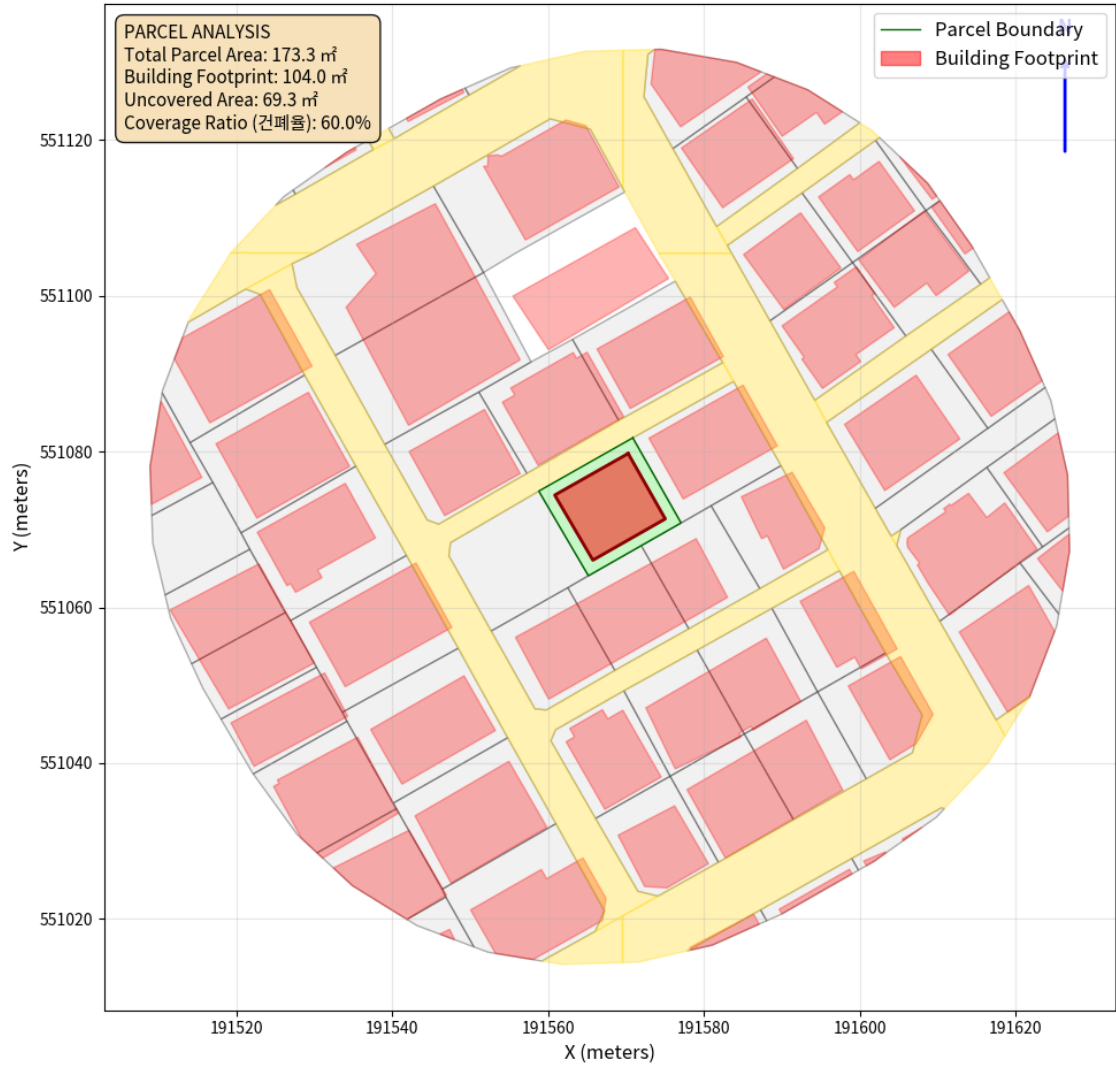 PARCEL ANALYSIS
Total Parcel Area: 173.3 ㎡
Building Footprint: 104.0 ㎡
Uncovered Area: 69.3 ㎡
Coverage Ratio (건폐율): 60.0%
N
Parcel Boundary
Building Footprint
551120
551100
551080
551060
551040
551020
Y (meters)
191520
191540
191560
191580
191600
191620
X (meters)